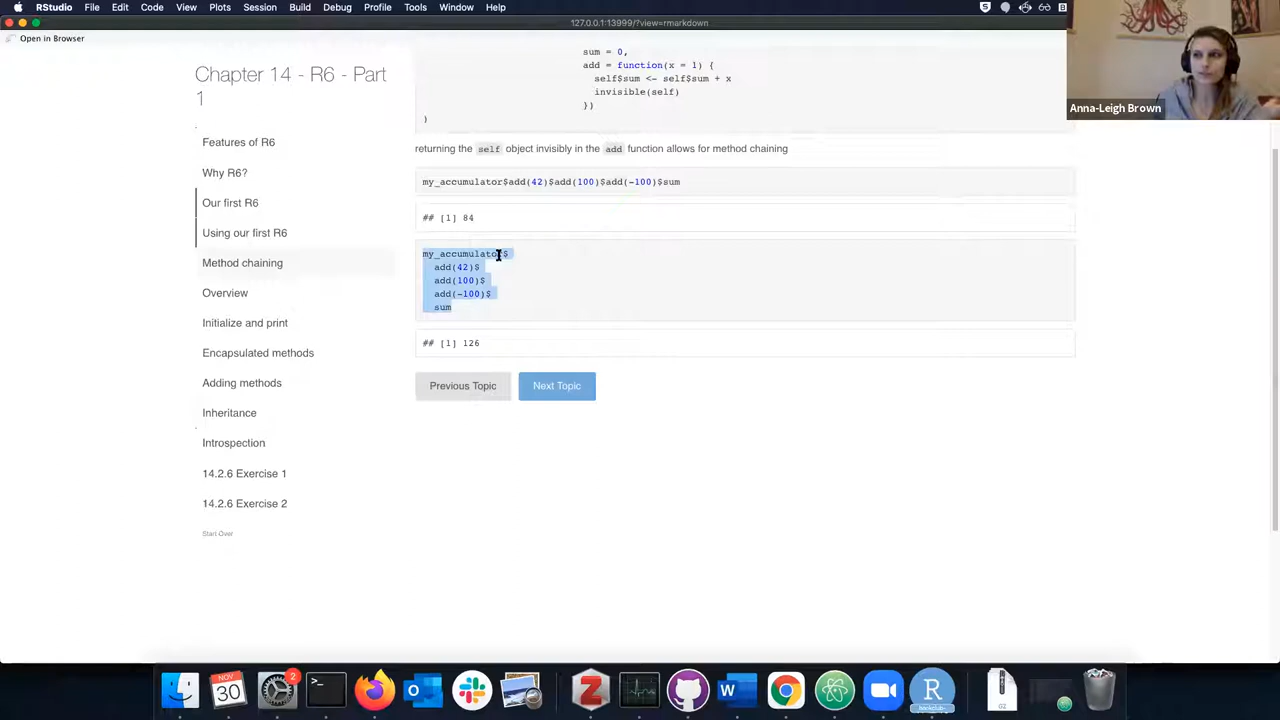 RStudio File Edit Code View Plots Session Build Debug Profile Tools Window Help
127.0.0.1:13999/?view=rmarkdown
Open in Browser
Anna-Leigh Brown
Chapter 14 - R6 - Part
1
Features of R6
Why R6?
Our first R6
Using our first R6
Method chaining
Overview
Initialize and print
Encapsulated methods
Adding methods
Inheritance
Introspection
14.2.6 Exercise 1
14.2.6 Exercise 2
Start Over
sum = 0,
add = function(x = 1) {
self$sum <- self$sum + x
invisible(self)
})
)
returning the self object invisibly in the add function allows for method chaining
my_accumulator$add(42)$add(100)$add(-100)$sum
## [1] 84
my_accumulator$
add(42)$
add(100)$
add(-100)$
sum
## [1] 126
Previous Topic
Next Topic
NOV
30
2
>_
O
Z
W
R
GZ